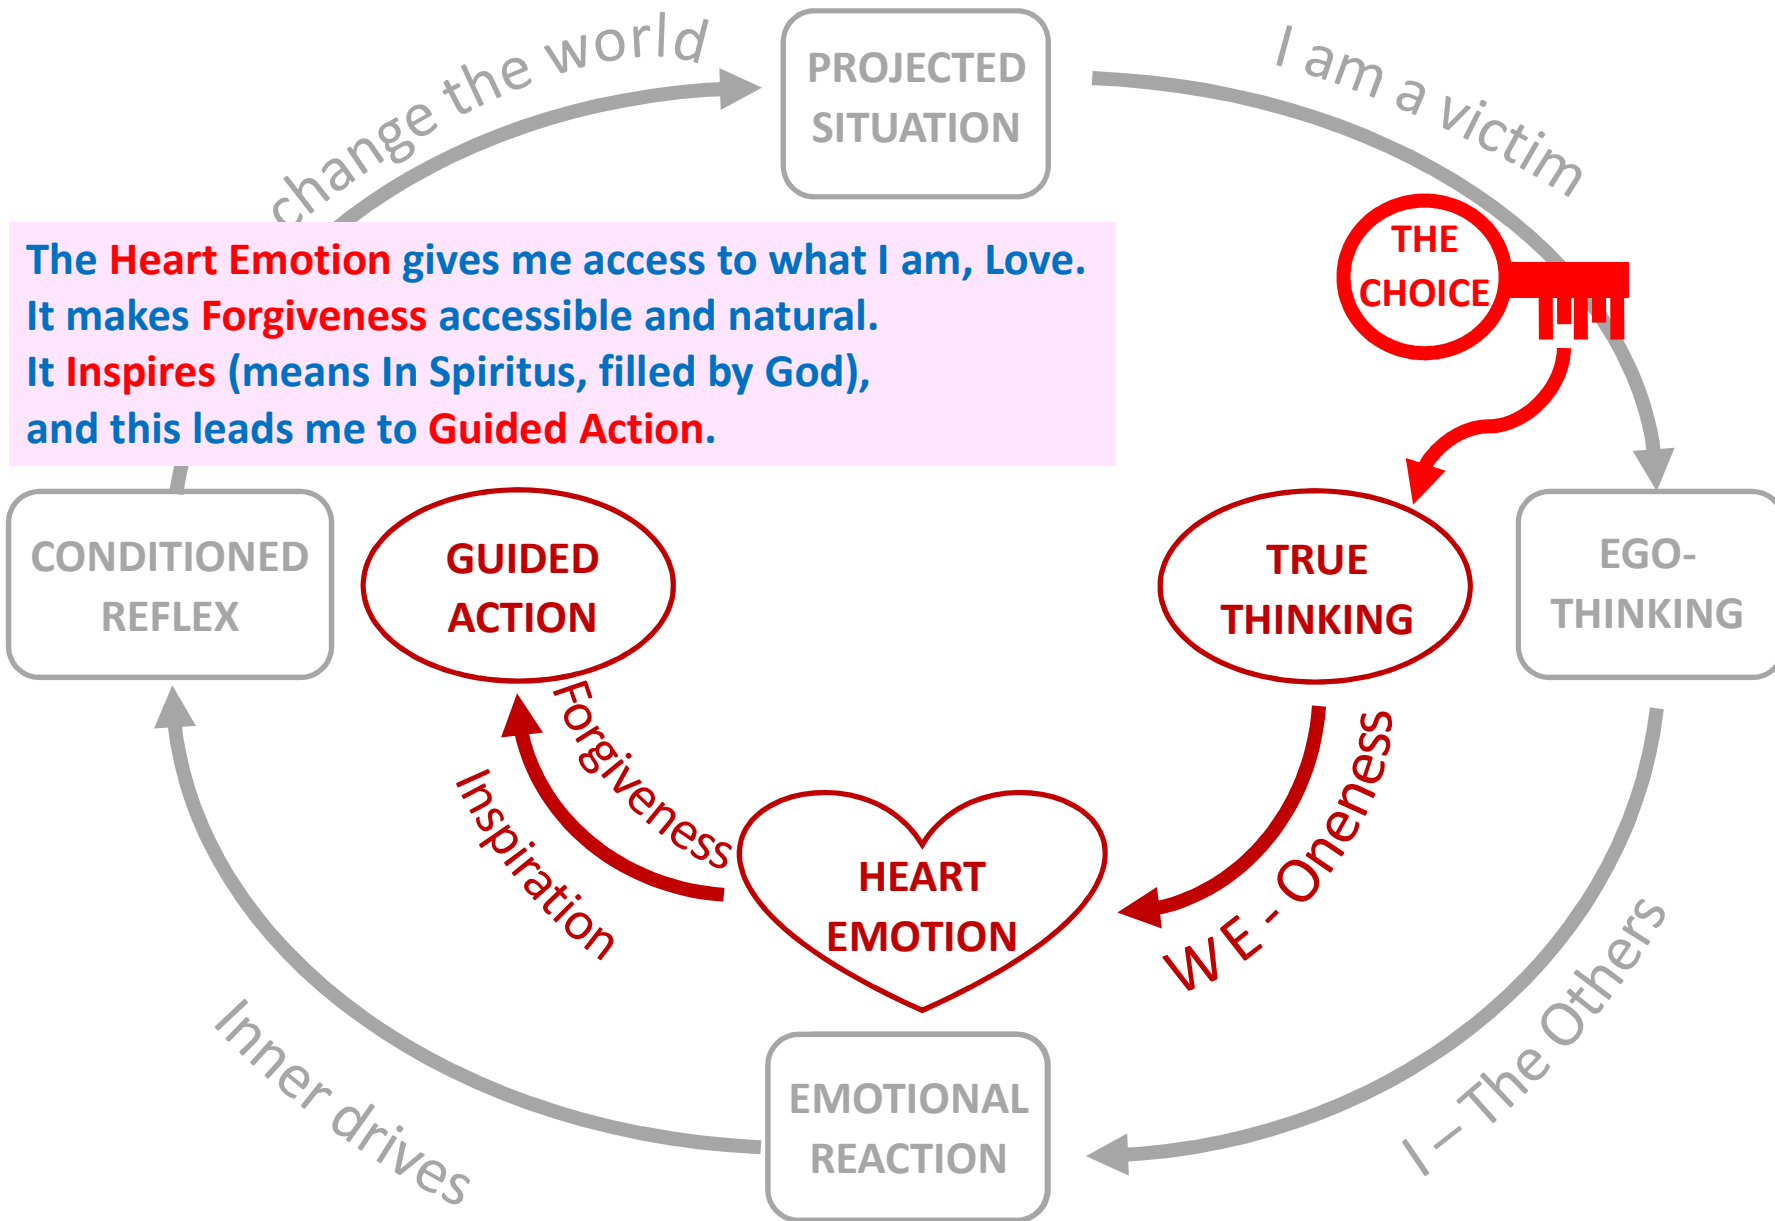 change the world
PROJECTED
SITUATION
I am a victim
THE
CHOICE
The Heart Emotion gives me access to what I am, Love.
It makes Forgiveness accessible and natural.
It Inspires (means In Spiritus, filled by God),
and this leads me to Guided Action.
CONDITIONED
REFLEX
GUIDED
ACTION
TRUE
THINKING
EGO-
THINKING
Forgiveness
Inspiration
HEART
EMOTION
WE - Oneness
Inner drives
EMOTIONAL
REACTION
I – The Others